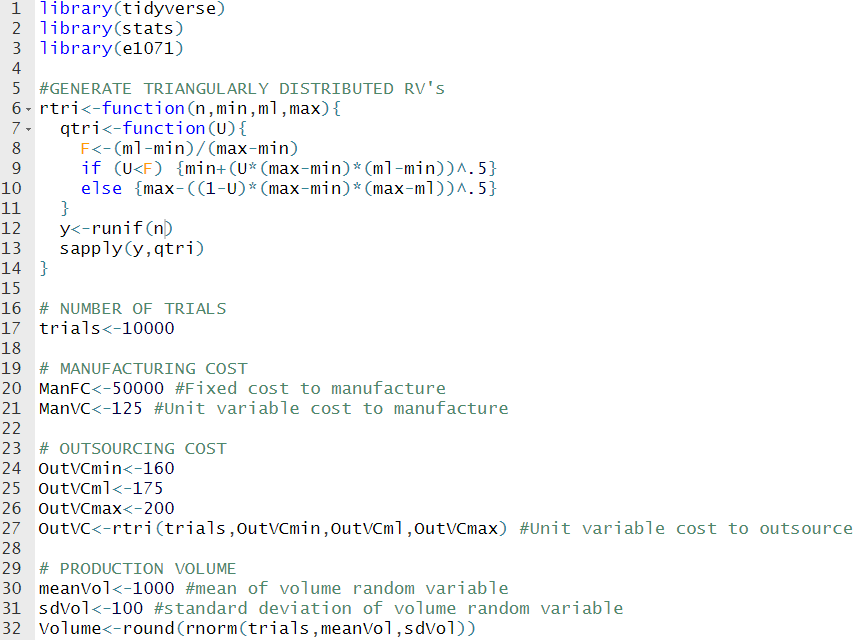 1 library(tidyverse)
2 library(stats)
3 library(e1071)
4
5 #GENERATE TRIANGULARLY DISTRIBUTED RV's
6 rtri<-function(n,min,ml,max){
7   qtri<-function(U){
8     F<-(ml-min)/(max-min)
9     if (U<F) {min+(U*(max-min)*(ml-min))^.5}
10     else {max-((1-U)*(max-min)*(max-ml))^.5}
11   }
12   y<-runif(n)
13   sapply(y,qtri)
14 }
15
16 # NUMBER OF TRIALS
17 trials<-10000
18
19 # MANUFACTURING COST
20 ManFC<-50000 #Fixed cost to manufacture
21 ManVC<-125 #Unit variable cost to manufacture
22
23 # OUTSOURCING COST
24 OutVCmin<-160
25 OutVCml<-175
26 OutVCmax<-200
27 OutVC<-rtri(trials,OutVCmin,OutVCml,OutVCmax) #Unit variable cost to outsource
28
29 # PRODUCTION VOLUME
30 meanVol<-1000 #mean of volume random variable
31 sdVol<-100 #standard deviation of volume random variable
32 Volume<-round(rnorm(trials,meanVol,sdVol))